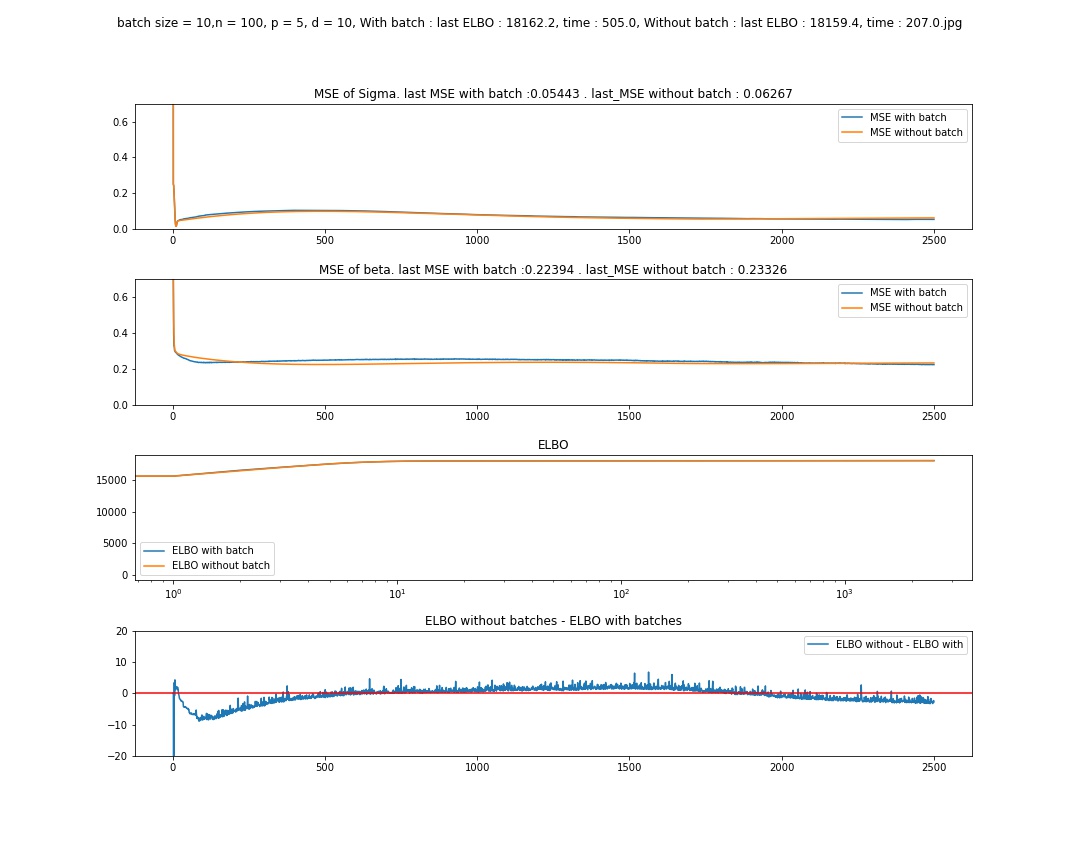 batch size = 10,n = 100, p = 5, d = 10, With batch : last ELBO : 18162.2, time : 505.0, Without batch : last ELBO : 18159.4, time : 207.0.jpg
MSE of Sigma. last MSE with batch :0.05443 . last_MSE without batch : 0.06267
MSE with batch
MSE without batch
0.6
0.4
0.2
0.0
0 500 1000 1500 2000 2500
MSE of beta. last MSE with batch :0.22394 . last_MSE without batch : 0.23326
MSE with batch
MSE without batch
0.6
0.4
0.2
0.0
0 500 1000 1500 2000 2500
ELBO
15000
10000
5000
0
ELBO with batch
ELBO without batch
10⁰ 10¹ 10² 10³
ELBO without batches - ELBO with batches
ELBO without - ELBO with
20
10
0
−10
−20
0 500 1000 1500 2000 2500